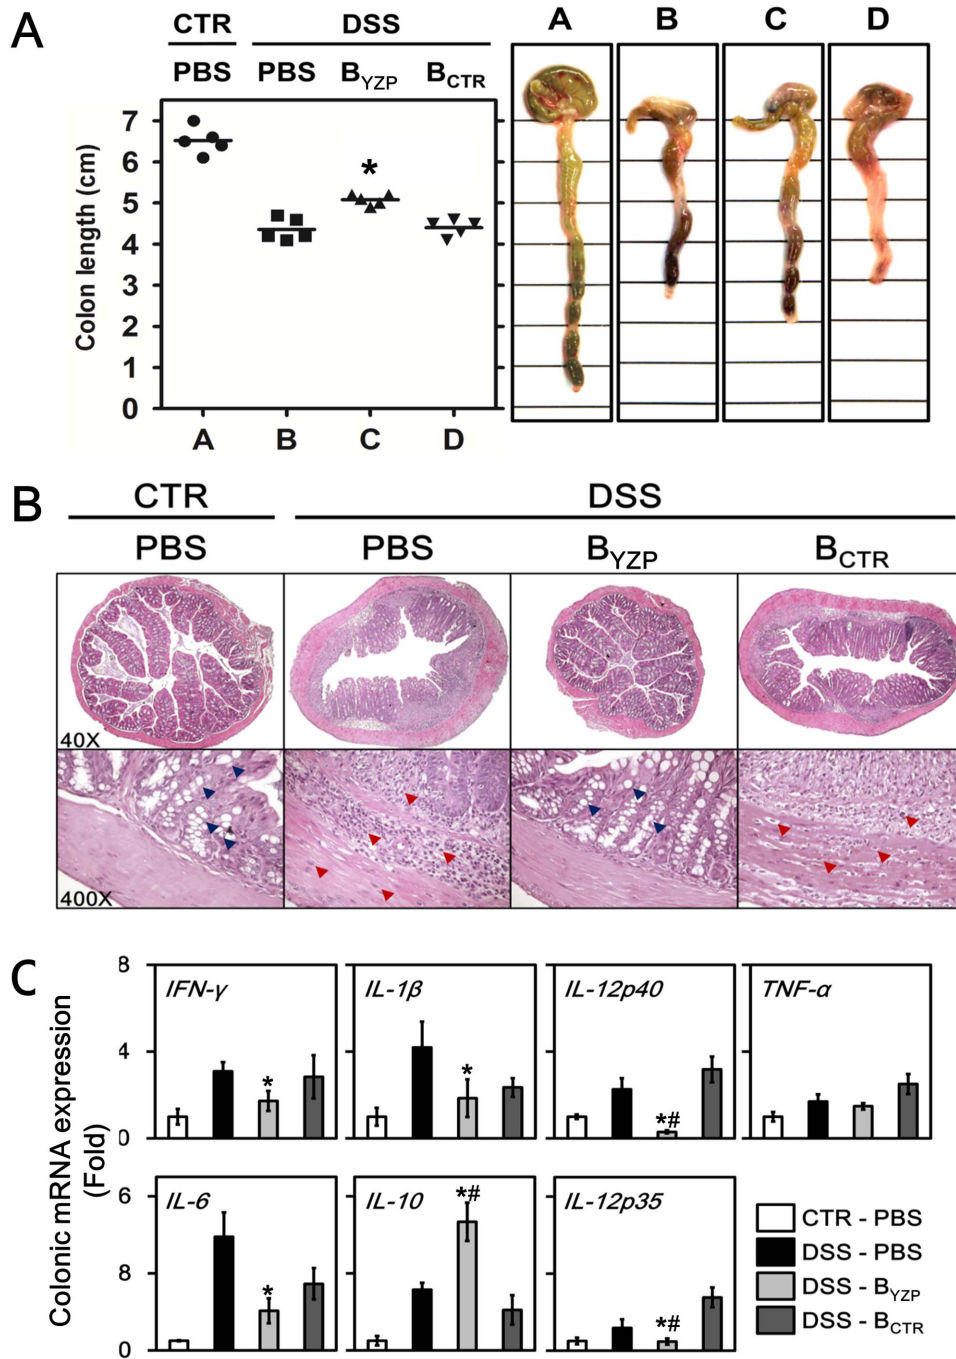 A
CTR DSS
PBS PBS BYZP BCTR
A B C D
Colon length (cm)
7
6
5
4
3
2
1
0
*
A B C D
B
CTR DSS
PBS PBS BYZP BCTR
40X
400X
C
Colonic mRNA expression
(Fold)
8
4
0
IFN-γ IL-1β IL-12p40 TNF-α
* * *#
6
8
0
IL-6 IL-10 IL-12p35
* *# *#
CTR - PBS
DSS - PBS
DSS - BYZP
DSS - BCTR